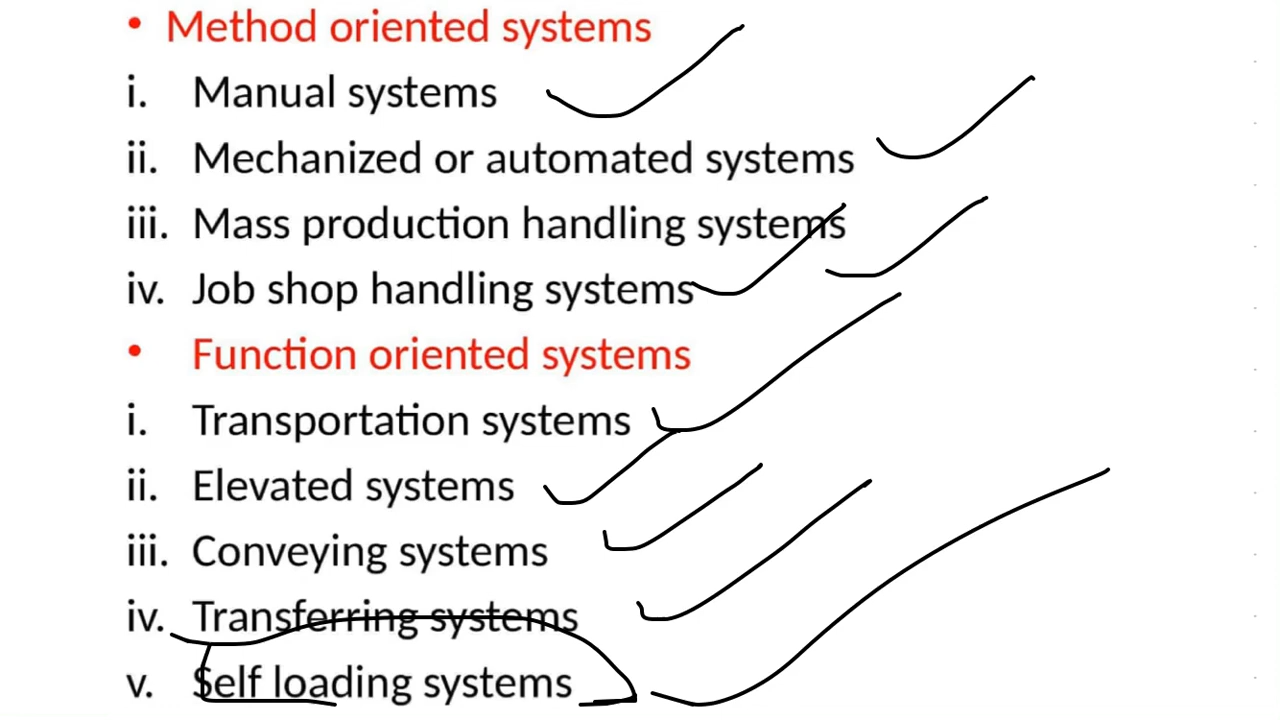 • Method oriented systems
i. Manual systems
ii. Mechanized or automated systems
iii. Mass production handling systems
iv. Job shop handling systems
• Function oriented systems
i. Transportation systems
ii. Elevated systems
iii. Conveying systems
iv. Transferring systems
v. Self loading systems